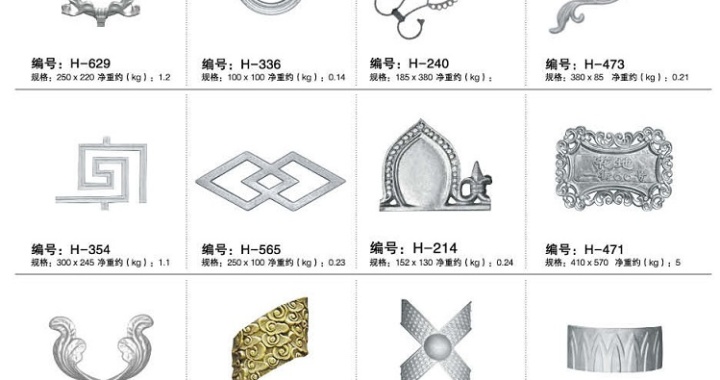 编号：H-629
规格：250 x 220 净重约（kg）：1.2
编号：H-336
规格：100 x 100 净重约（kg）：0.14
编号：H-240
规格：185 x 380 净重约（kg）：
编号：H-473
规格：380 x 85 净重约（kg）：0.21
编号：H-354
规格：300 x 245 净重约（kg）：1.1
编号：H-565
规格：250 x 100 净重约（kg）：0.23
编号：H-214
规格：152 x 130 净重约（kg）：0.24
编号：H-471
规格：410 x 570 净重约（kg）：5